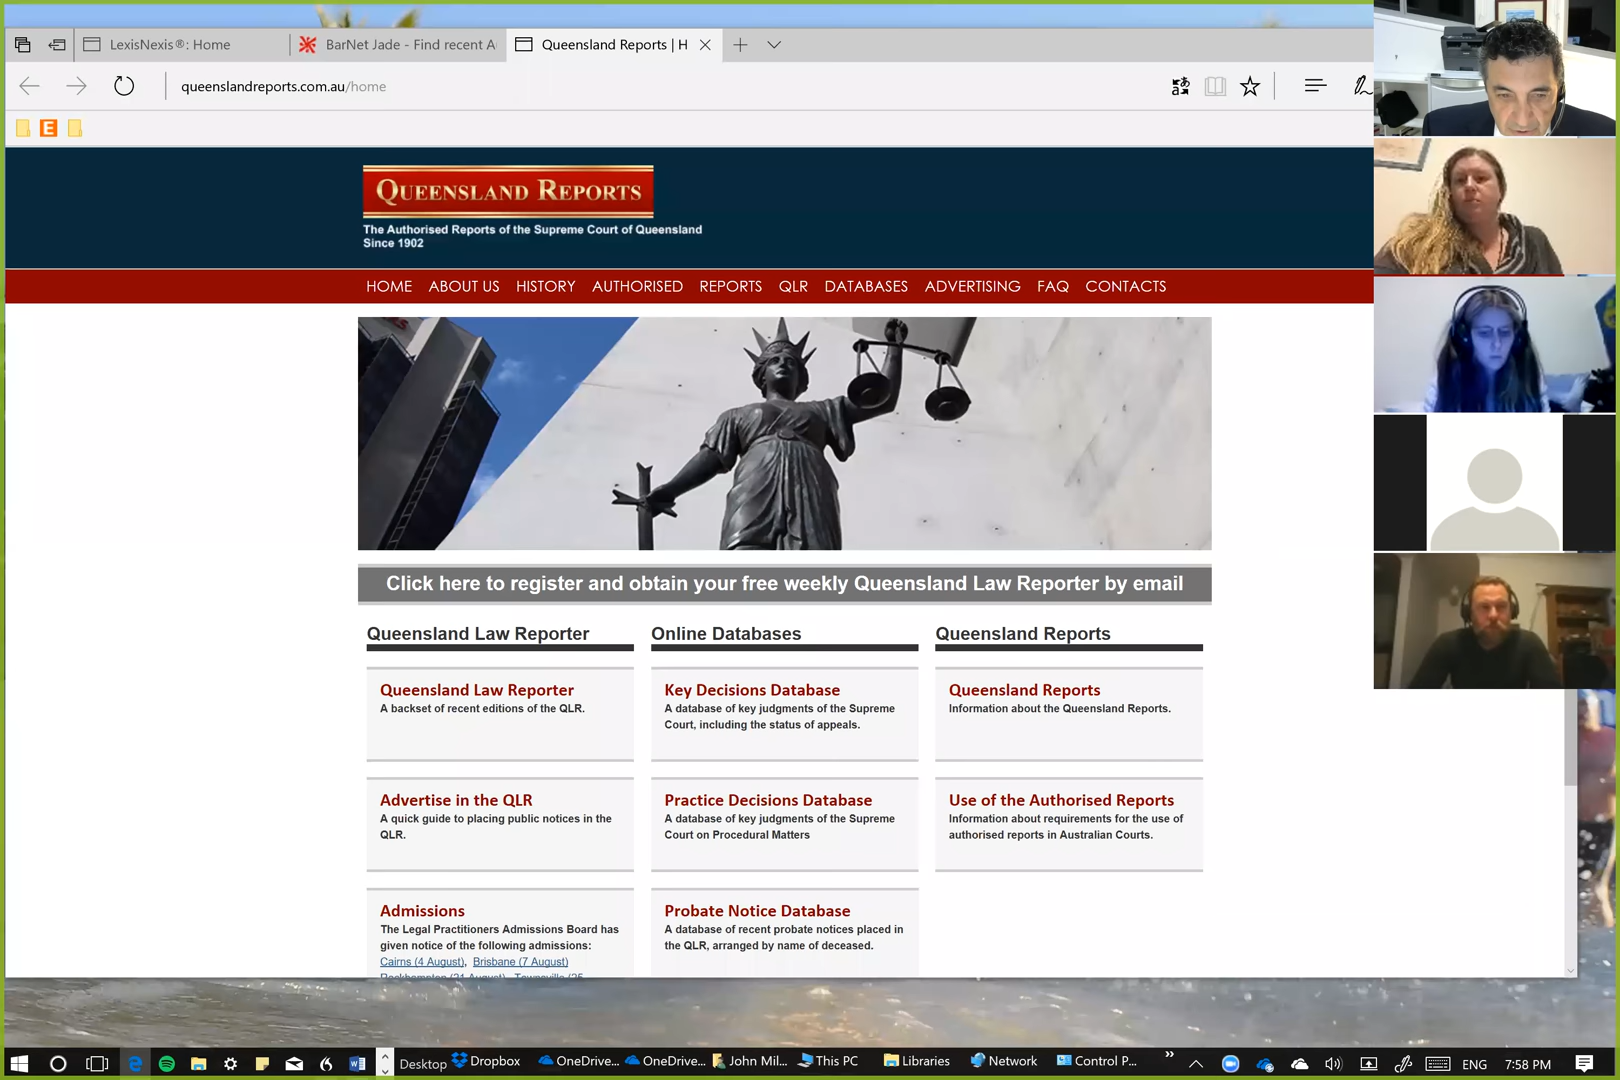 LexisNexis®: Home
BarNet Jade - Find recent A
Queensland Reports | H
queenslandreports.com.au/home
E
QUEENSLAND REPORTS
The Authorised Reports of the Supreme Court of Queensland
Since 1902
HOME ABOUT US HISTORY AUTHORISED REPORTS QLR DATABASES ADVERTISING FAQ CONTACTS
Click here to register and obtain your free weekly Queensland Law Reporter by email
Queensland Law Reporter
Queensland Law Reporter
A backset of recent editions of the QLR.
Advertise in the QLR
A quick guide to placing public notices in the
QLR.
Admissions
The Legal Practitioners Admissions Board has
given notice of the following admissions:
Cairns (4 August), Brisbane (7 August)
Online Databases
Key Decisions Database
A database of key judgments of the Supreme
Court, including the status of appeals.
Practice Decisions Database
A database of key judgments of the Supreme
Court on Procedural Matters
Probate Notice Database
A database of recent probate notices placed in
the QLR, arranged by name of deceased.
Queensland Reports
Queensland Reports
Information about the Queensland Reports.
Use of the Authorised Reports
Information about requirements for the use of
authorised reports in Australian Courts.
Desktop Dropbox OneDrive... OneDrive... John Mil... This PC Libraries Network Control P... ENG 7:58 PM